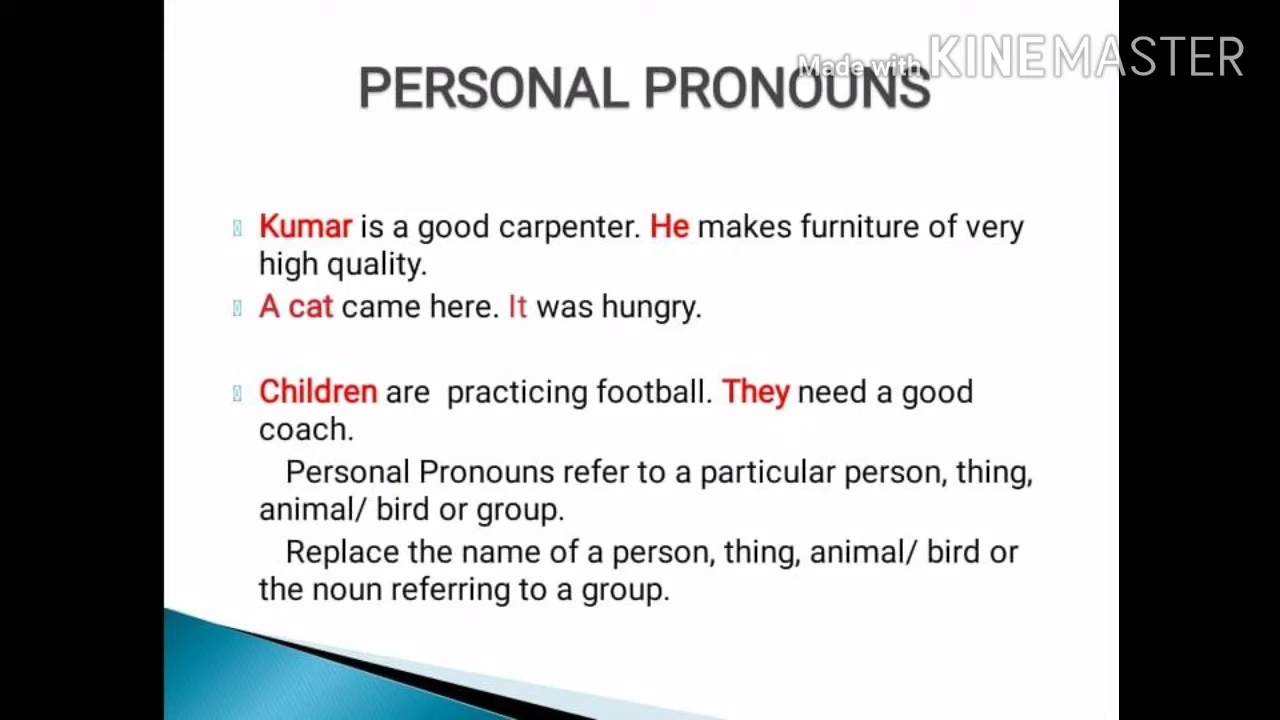 Made with KINEMASTER
PERSONAL PRONOUNS
Kumar is a good carpenter. He makes furniture of very
high quality.
A cat came here. It was hungry.
Children are  practicing football. They need a good
coach.
Personal Pronouns refer to a particular person, thing,
animal/ bird or group.
Replace the name of a person, thing, animal/ bird or
the noun referring to a group.